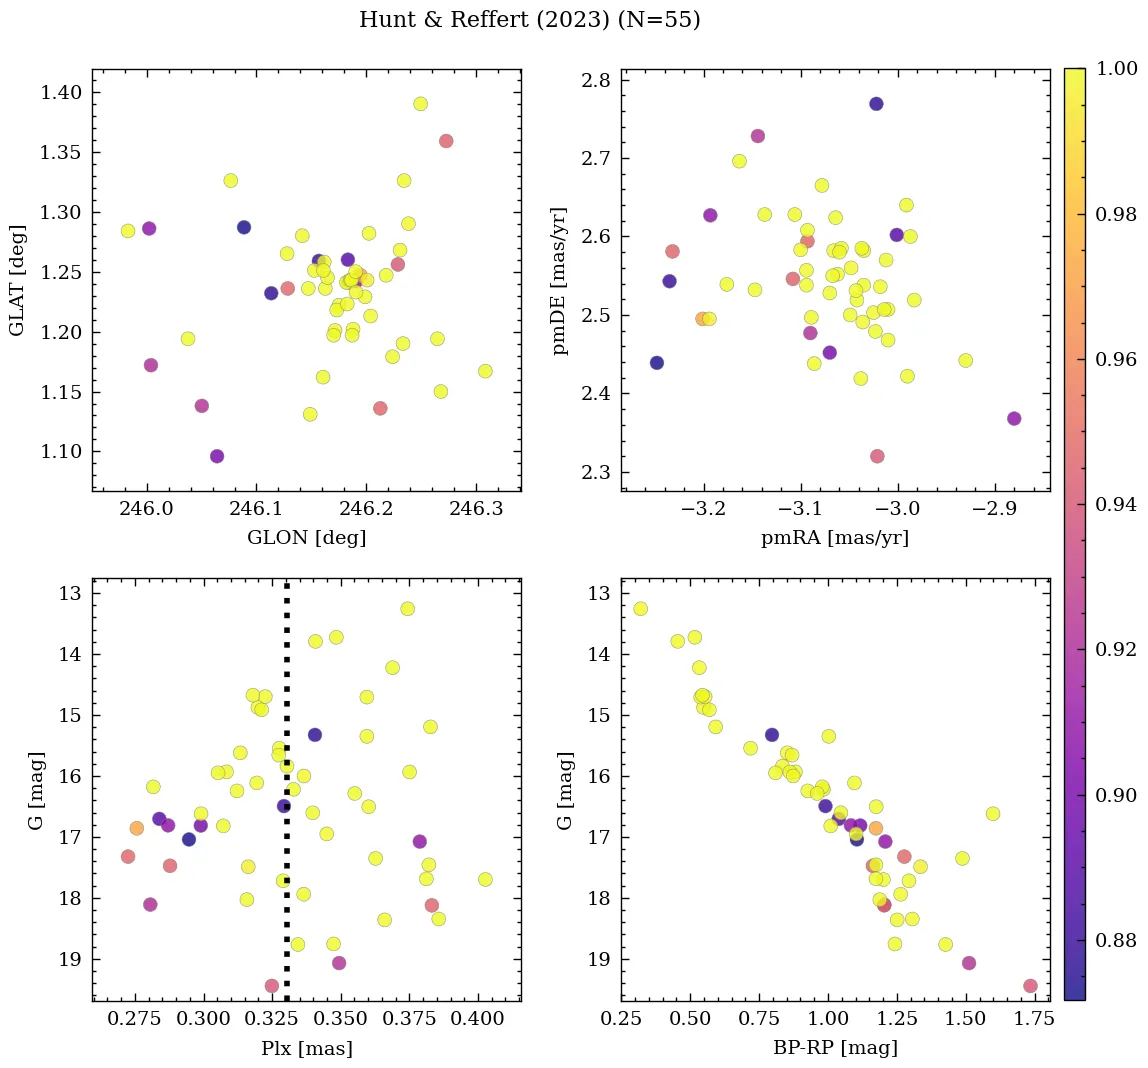 Hunt & Reffert (2023) (N=55)
GLAT [deg]
1.40
1.35
1.30
1.25
1.20
1.15
1.10
246.0 246.1 246.2 246.3
GLON [deg]
pmDE [mas/yr]
2.8
2.7
2.6
2.5
2.4
2.3
−3.2 −3.1 −3.0 −2.9
pmRA [mas/yr]
1.00
0.98
0.96
0.94
0.92
0.90
0.88
G [mag]
13
14
15
16
17
18
19
0.275 0.300 0.325 0.350 0.375 0.400
Plx [mas]
G [mag]
13
14
15
16
17
18
19
0.25 0.50 0.75 1.00 1.25 1.50 1.75
BP-RP [mag]